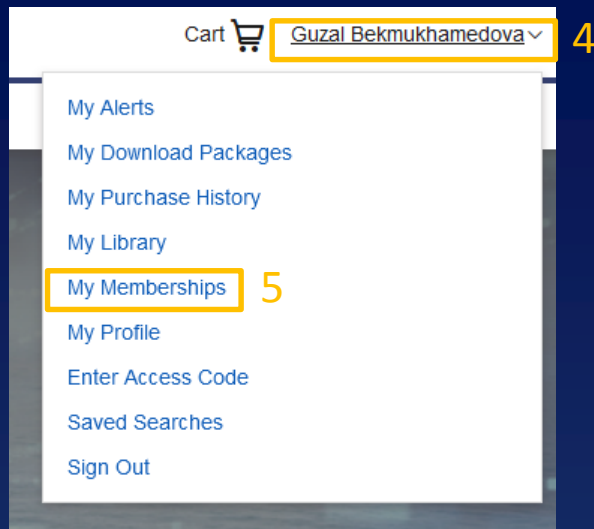 Cart Guzal Bekmukhamedova 4
My Alerts
My Download Packages
My Purchase History
My Library
My Memberships 5
My Profile
Enter Access Code
Saved Searches
Sign Out